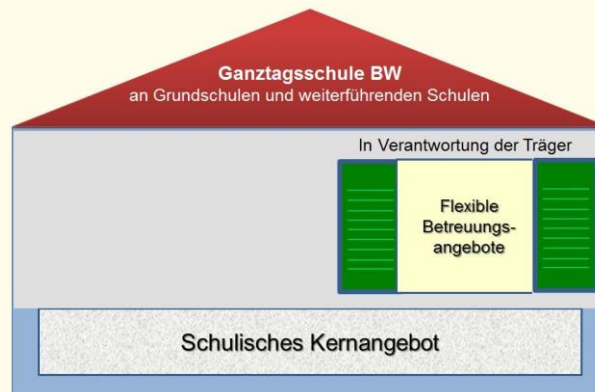 Ganztagsschule BW
an Grundschulen und weiterführenden Schulen
In Verantwortung der Träger
Flexible
Betreuungs-
angebote
Schulisches Kernangebot